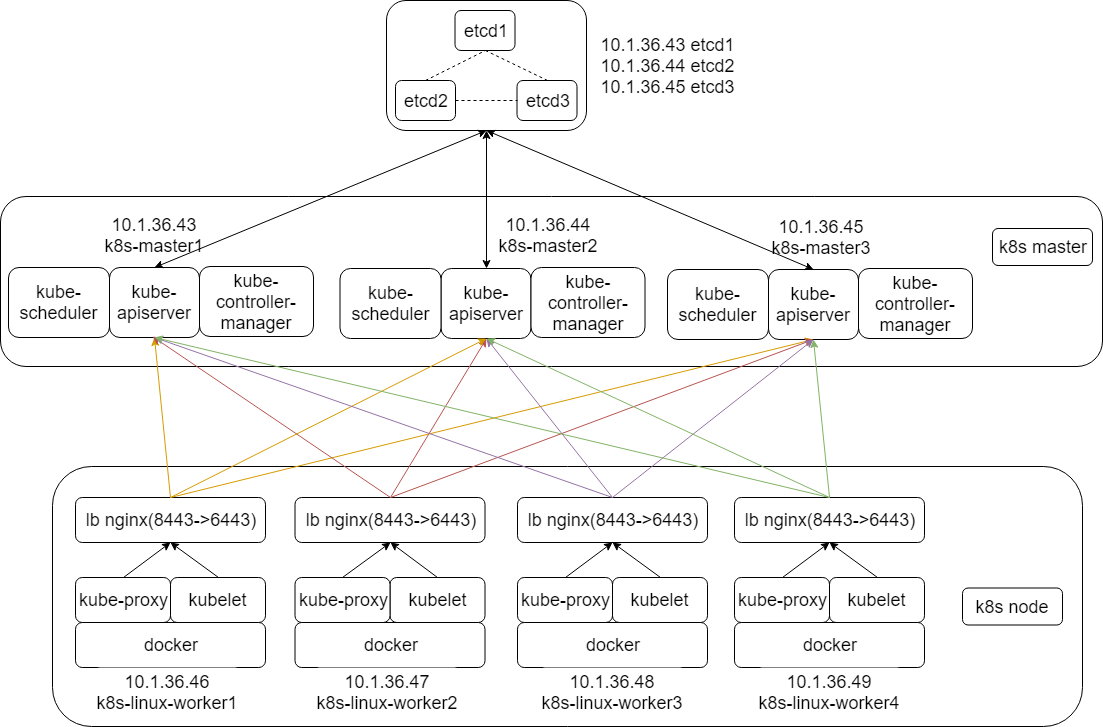 etcd1
etcd2
etcd3
10.1.36.43 etcd1
10.1.36.44 etcd2
10.1.36.45 etcd3
10.1.36.43
k8s-master1
10.1.36.44
k8s-master2
10.1.36.45
k8s-master3
k8s master
kube-
scheduler
kube-
apiserver
kube-
controller-
manager
kube-
scheduler
kube-
apiserver
kube-
controller-
manager
kube-
scheduler
kube-
apiserver
kube-
controller-
manager
lb nginx(8443->6443)
lb nginx(8443->6443)
lb nginx(8443->6443)
lb nginx(8443->6443)
kube-proxy
kubelet
kube-proxy
kubelet
kube-proxy
kubelet
kube-proxy
kubelet
k8s node
docker
docker
docker
docker
10.1.36.46
k8s-linux-worker1
10.1.36.47
k8s-linux-worker2
10.1.36.48
k8s-linux-worker3
10.1.36.49
k8s-linux-worker4